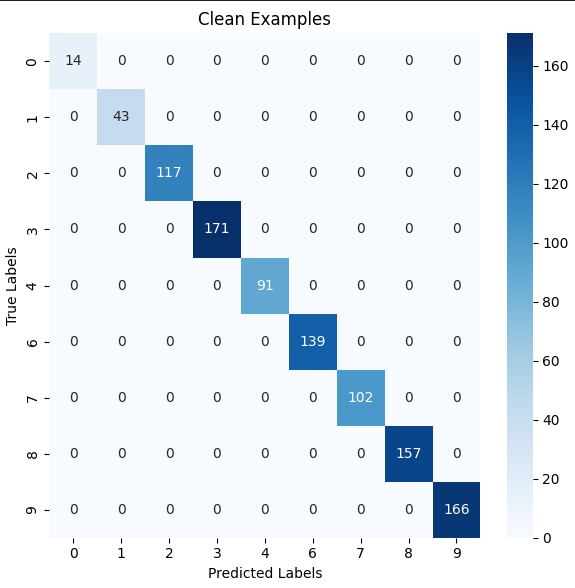 Clean Examples
True Labels
0 14 0 0 0 0 0 0 0 0
1 0 43 0 0 0 0 0 0 0
2 0 0 117 0 0 0 0 0 0
3 0 0 0 171 0 0 0 0 0
4 0 0 0 0 91 0 0 0 0
6 0 0 0 0 0 139 0 0 0
7 0 0 0 0 0 0 102 0 0
8 0 0 0 0 0 0 0 157 0
9 0 0 0 0 0 0 0 0 166
0 1 2 3 4 6 7 8 9
Predicted Labels
160
140
120
100
80
60
40
20
0